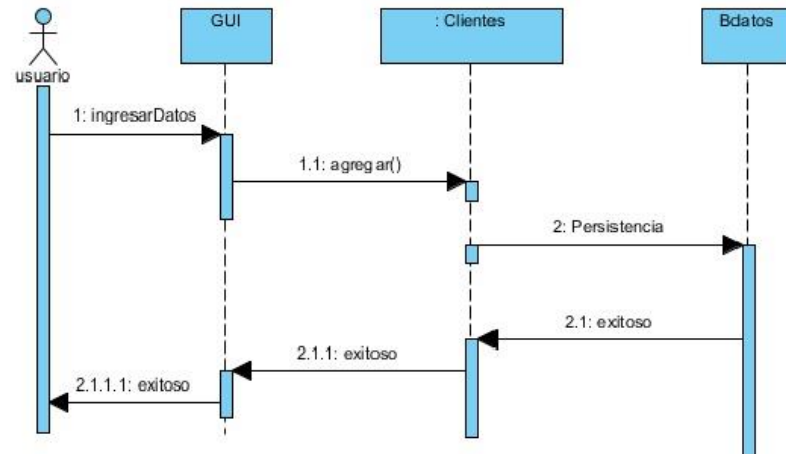 GUI
: Clientes
Bdatos
usuario
1: ingresarDatos
1.1: agregar()
2: Persistencia
2.1: exitoso
2.1.1: exitoso
2.1.1.1: exitoso